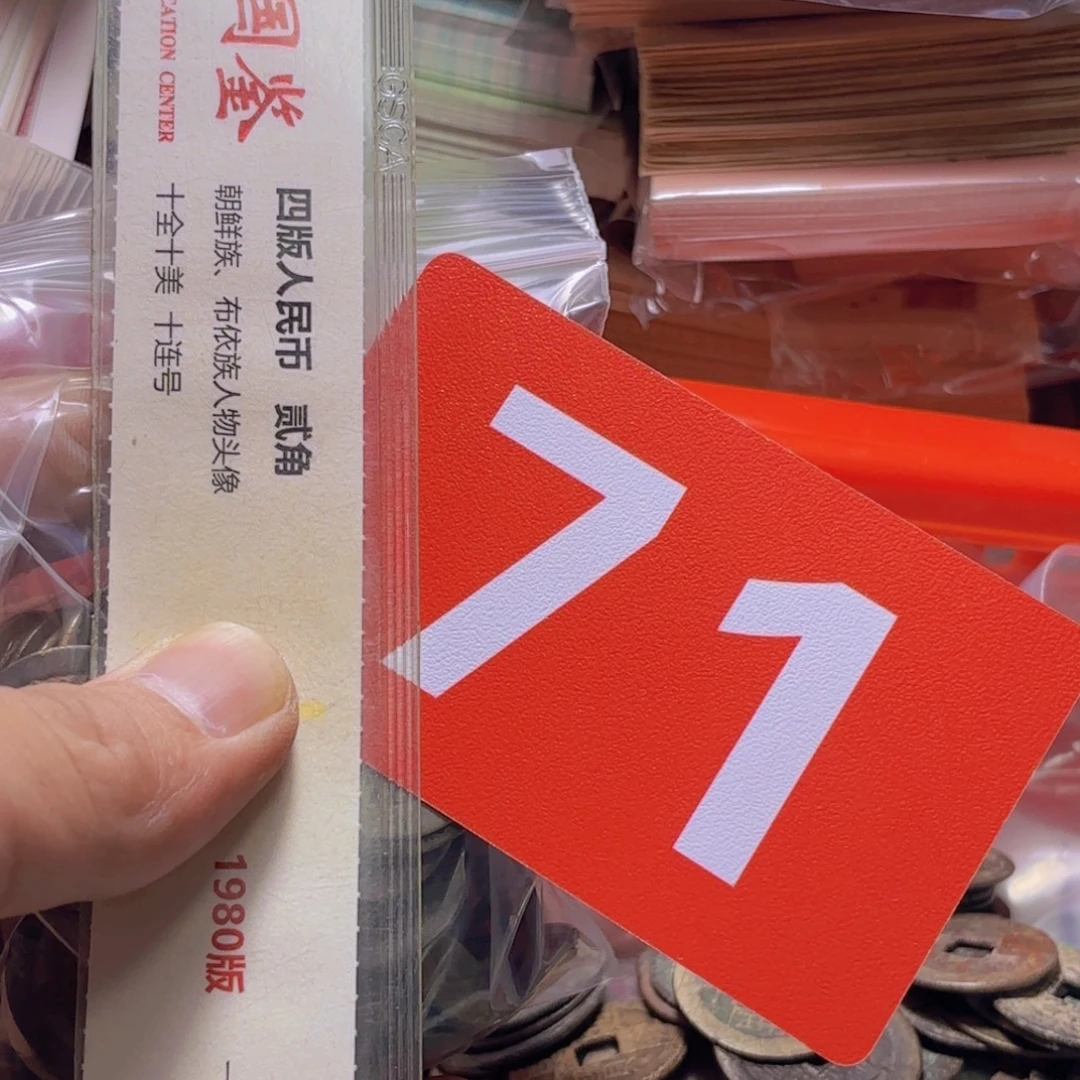 国鉴
CATION CENTER
四版人民币 贰角
朝鲜族、布依族人物头像
十全十美 十连号
1980版
GSCA
71